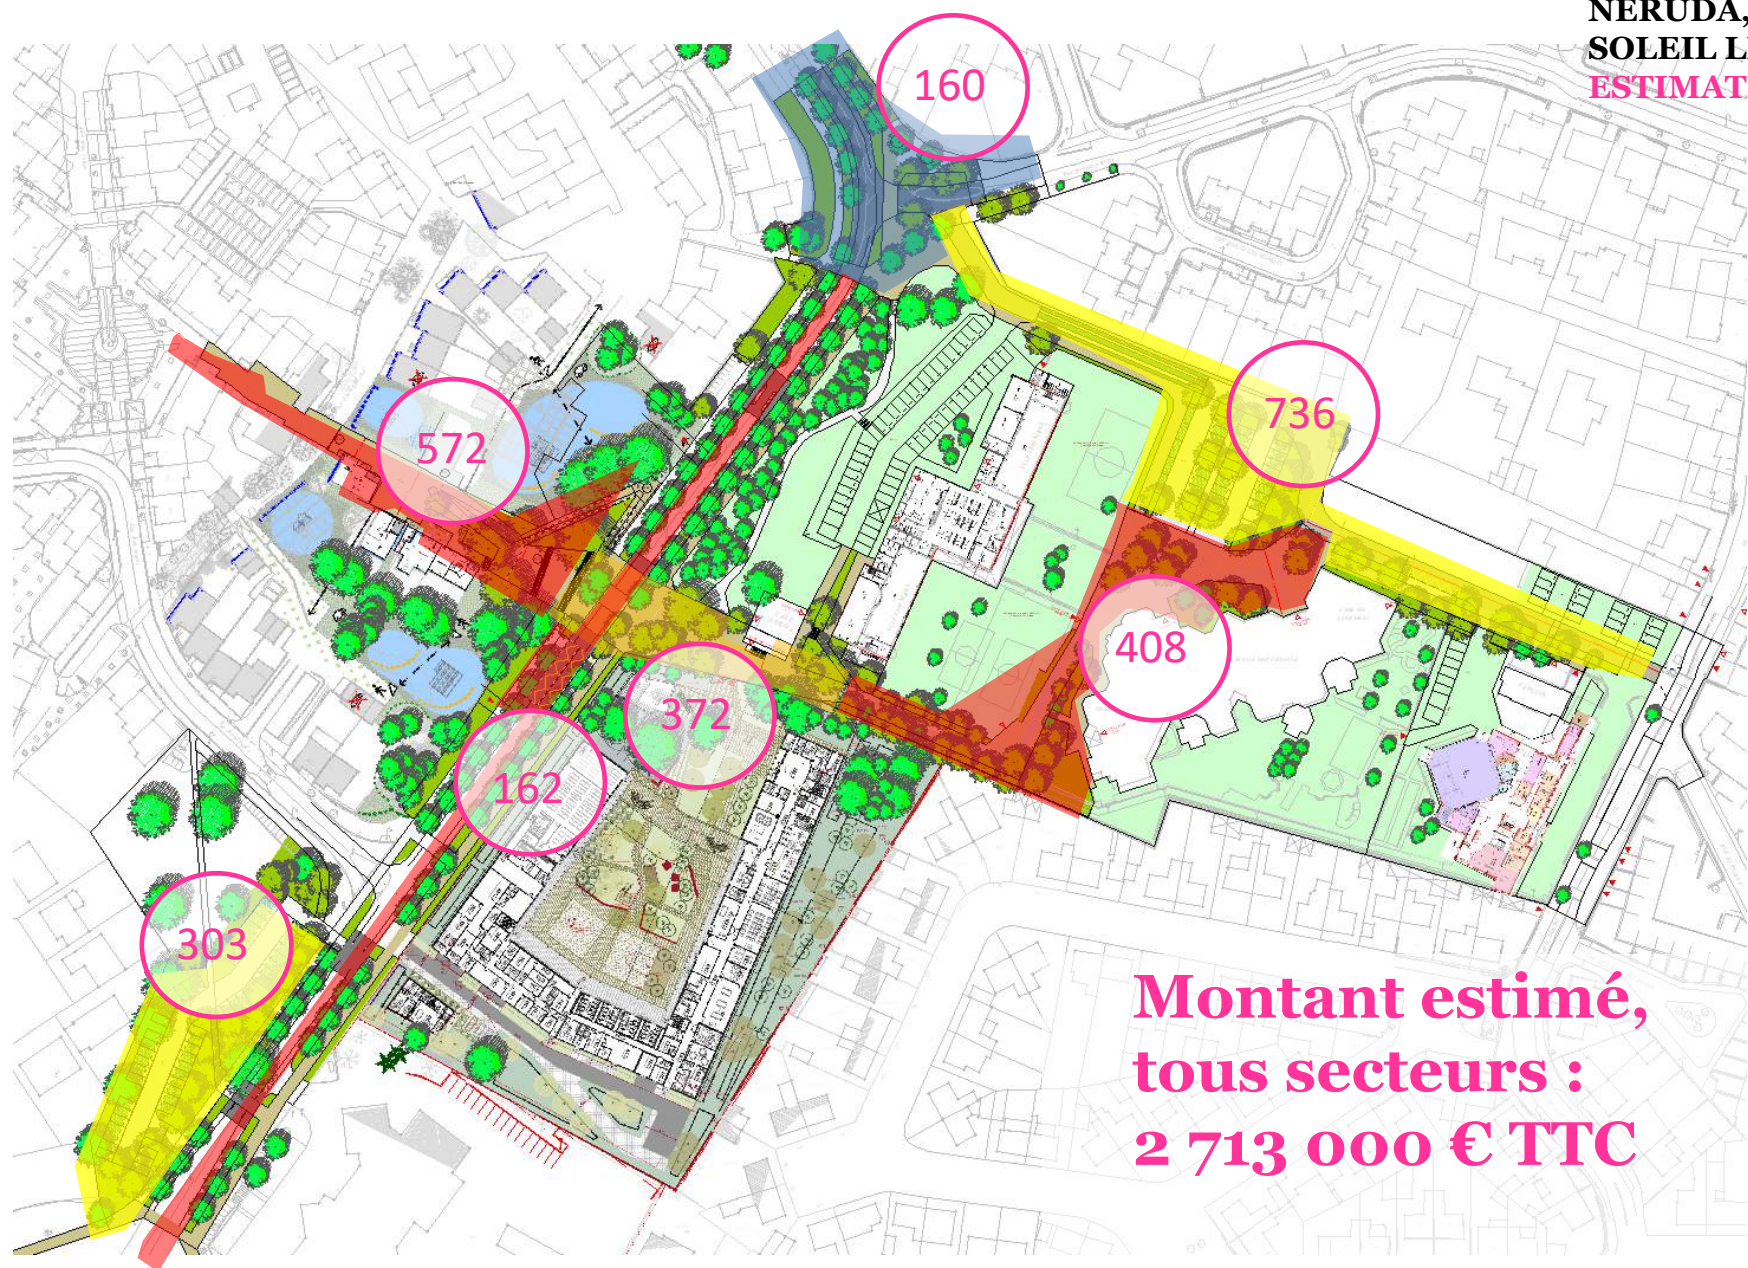 NERUDA,
SOLEIL
ESTIMAT
160
736
572
408
372
162
303
Montant estimé,
tous secteurs :
2 713 000 € TTC